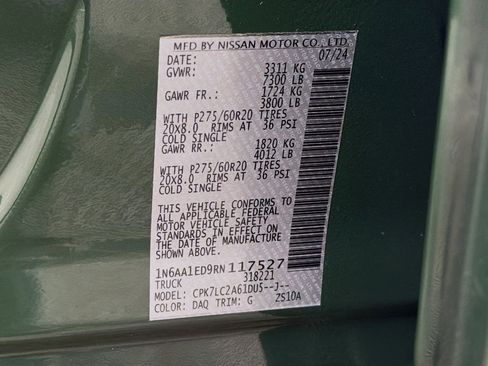 MFD BY NISSAN MOTOR CO., LTD.
DATE: 07/24
GVWR: 3311 KG
7300 LB
GAWR FR.: 1724 KG
3800 LB
WITH P275/60R20 TIRES
20x8.0 RIMS AT 36 PSI
COLD SINGLE
GAWR RR.: 1820 KG
4012 LB
WITH P275/60R20 TIRES
20x8.0 RIMS AT 36 PSI
COLD SINGLE
THIS VEHICLE CONFORMS TO
ALL APPLICABLE FEDERAL
MOTOR VEHICLE SAFETY
STANDARDS IN EFFECT ON
THE DATE OF MANUFACTURE
SHOWN ABOVE.
1N6AA1ED9RN 117527
TRUCK 318221
MODEL: CPK7LC2A61DU5--J--
COLOR: DAQ TRIM: G ZS10A